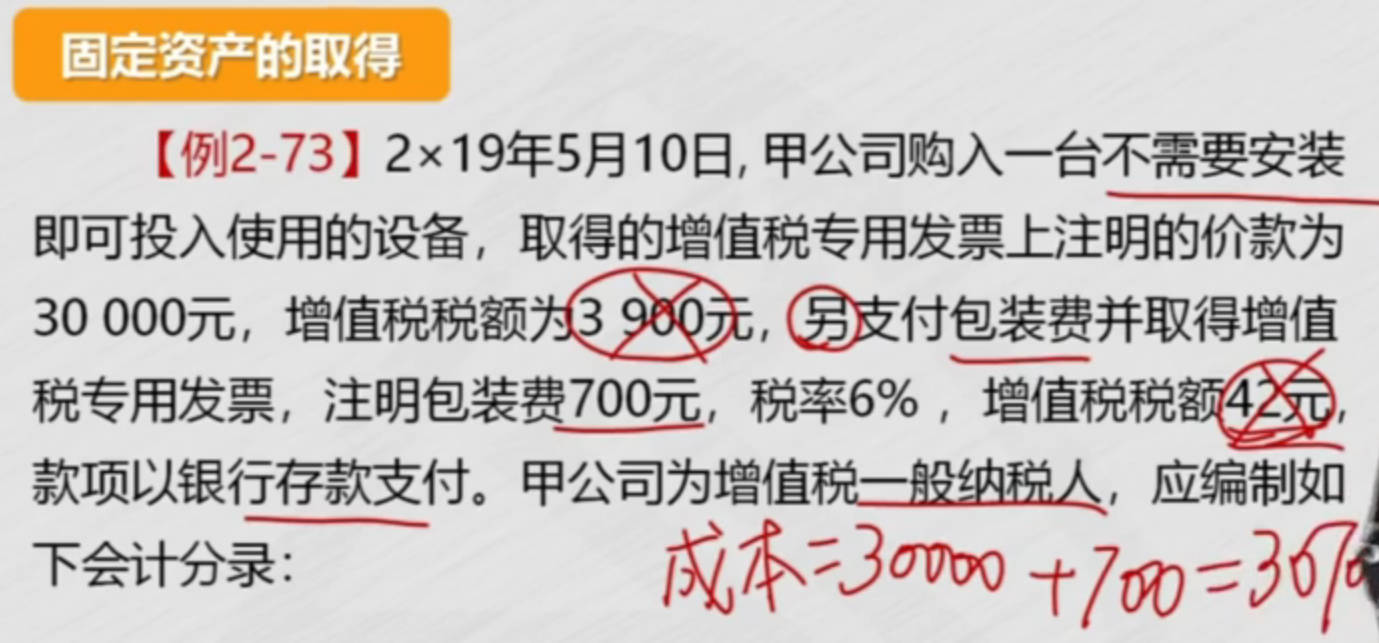 固定资产的取得
【例2-73】2×19年5月10日，甲公司购入一台不需要安装
即可投入使用的设备，取得的增值税专用发票上注明的价款为
30 000元，增值税税额为3 900元，另支付包装费并取得增值
税专用发票，注明包装费700元，税率6%，增值税税额42元，
款项以银行存款支付。甲公司为增值税一般纳税人，应编制如
下会计分录：
成本=30000+700=3070